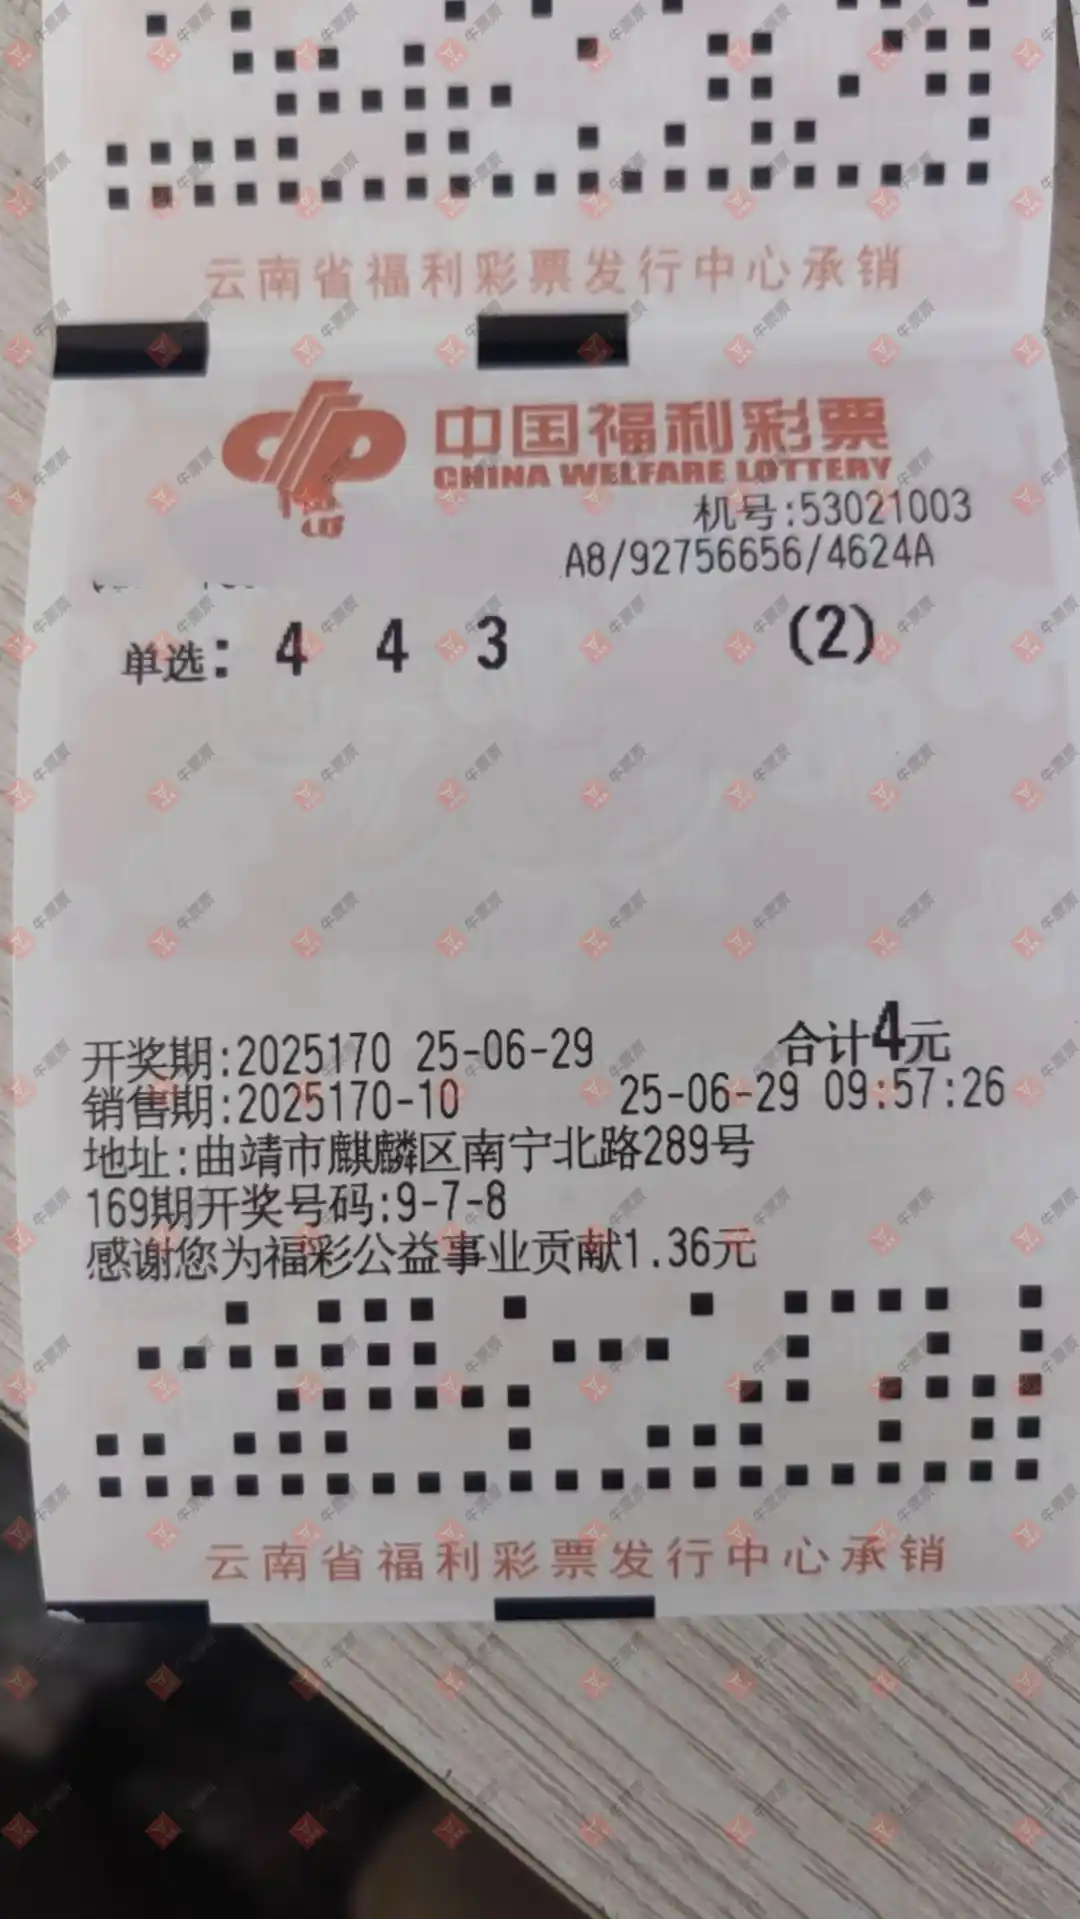 云南省福利彩票发行中心承销
中国福利彩票
CHINA WELFARE LOTTERY
机号:53021003
A8/92756656/4624A
单选: 4 4 3 (2)
合计4元
开奖期:2025170 25-06-29
销售期:2025170-10 25-06-29 09:57:26
地址:曲靖市麒麟区南宁北路289号
169期开奖号码:9-7-8
感谢您为福彩公益事业贡献1.36元
云南省福利彩票发行中心承销
牛票票